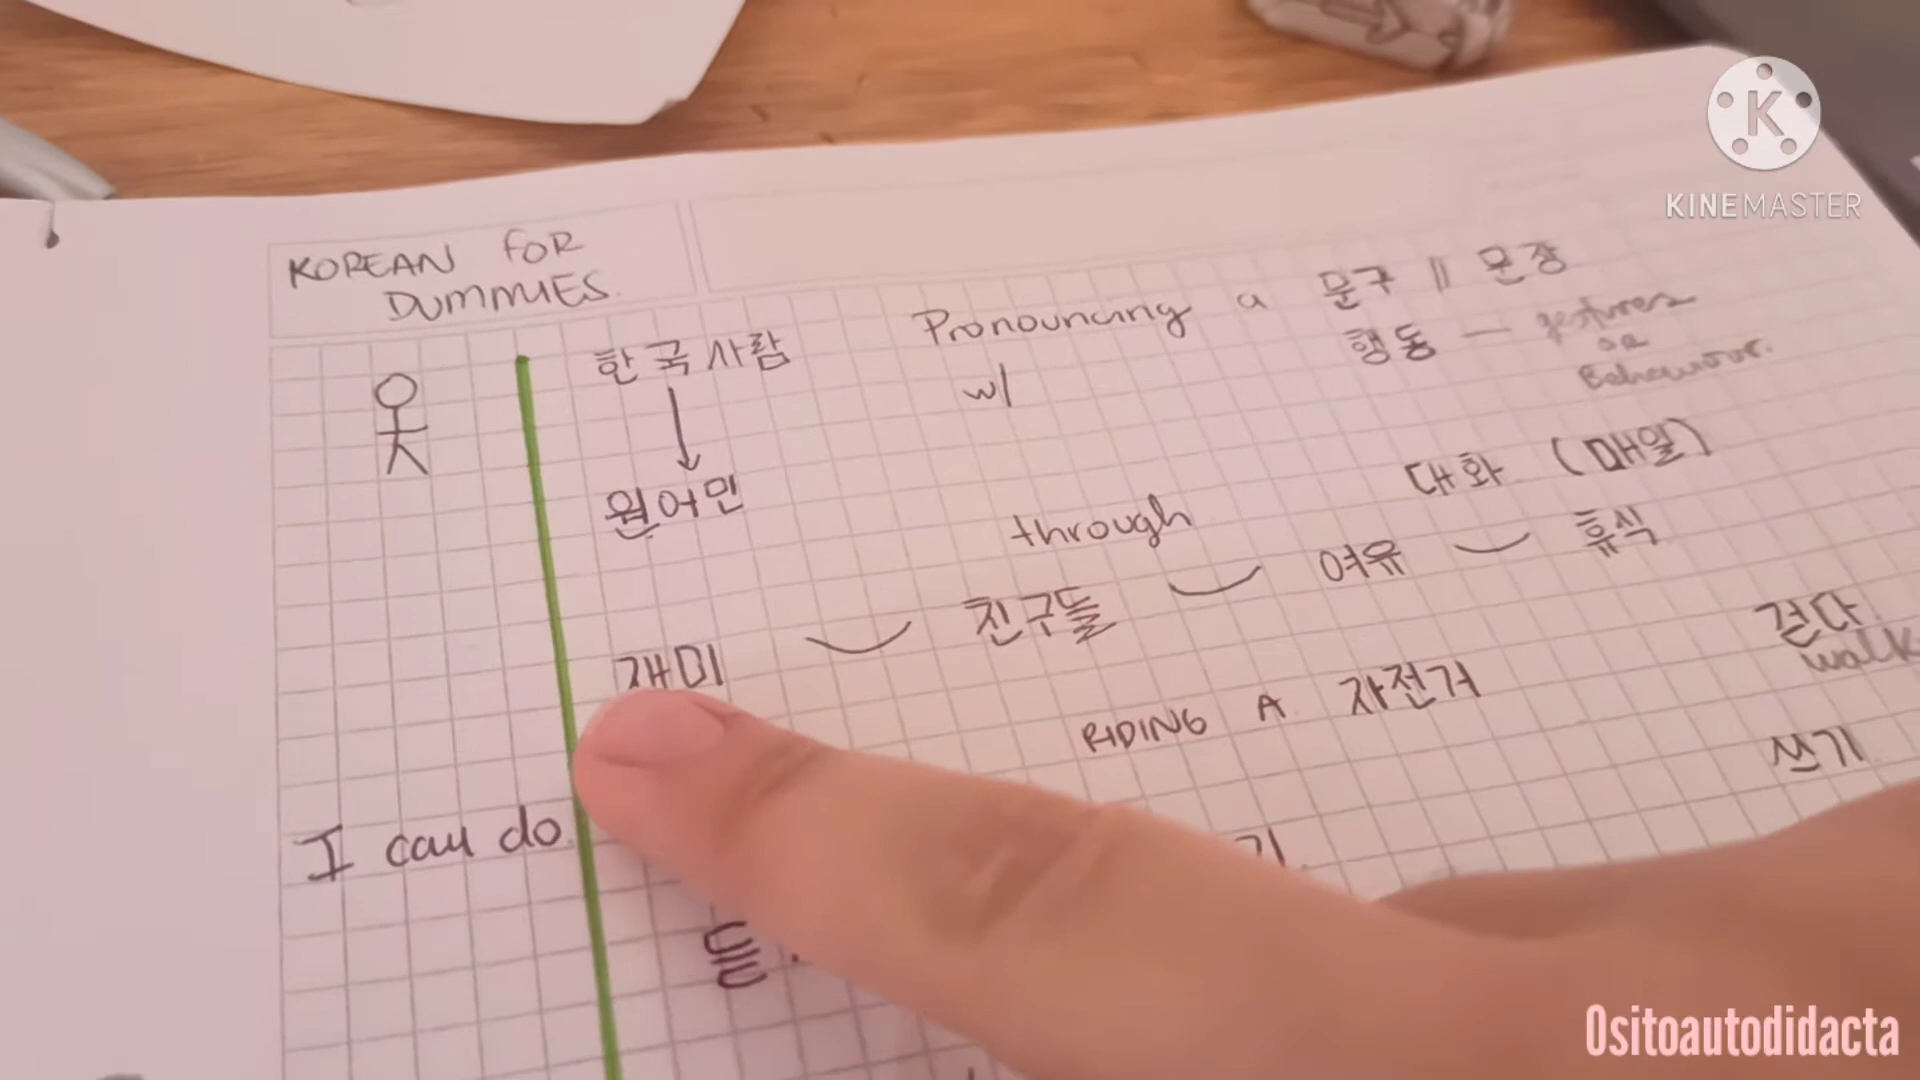 KOREAN FOR
DUMMIES.
한국사람
원어민
Pronouncing a 문구 // 문장
w/ 행동 — gestures
or
Behaviour.
through 대화 (매일)
재미 친구들 여유 휴식
RIDING A 자전거
걷다
walk
쓰기
I can do
기.
듣
K
KINEMASTER
Ositoautodidacta